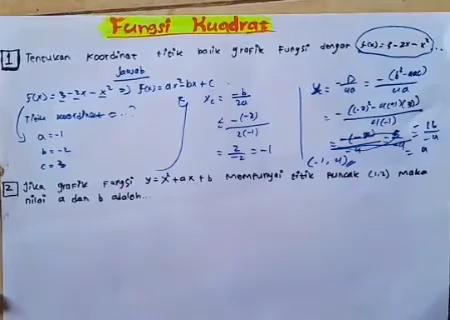 Fungsi Kuadrat
1 Tentukan koordinat titik balik grafik fungsi dengan f(x) = 3 - 2x - x² ...
Jawab
f(x) = 3 - 2x - x² => f(x) = ax² bx + c
Titik koordinat = ...?
a = -1
b = -2
c = 3
x = -b/2a
= -(-2)/2(-1)
= 2/-2 = -1
= -D/4a = -(b²-4ac)/4a
= -((-2)²-4(-1)(3))/4(-1)
= 16/-4
= 4
(-1, 4)
2 Jika grafik fungsi y = x² + ax + b mempunyai titik puncak (1,2) maka
nilai a dan b adalah...